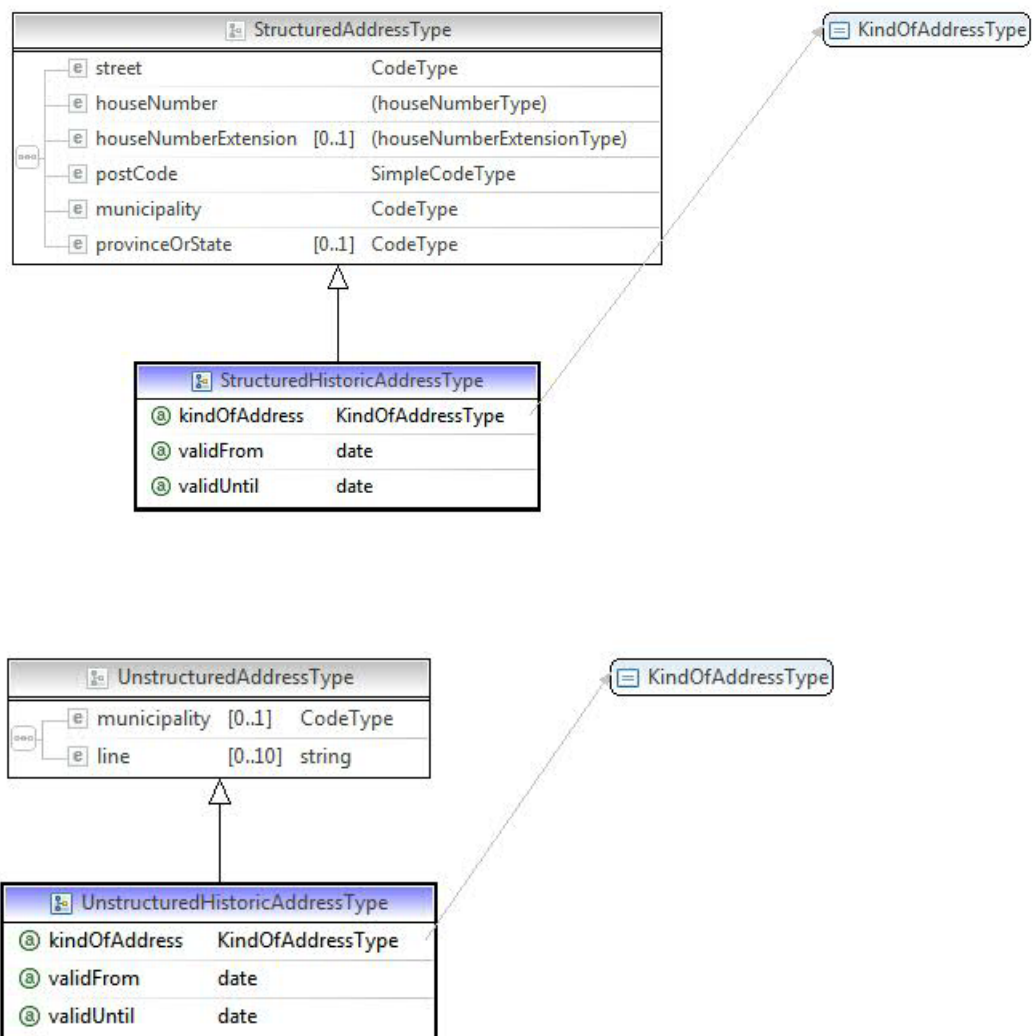 StructuredAddressType
KindOfAddressType
e street CodeType
e houseNumber (houseNumberType)
e houseNumberExtension [0..1] (houseNumberExtensionType)
e postCode SimpleCodeType
e municipality CodeType
e provinceOrState [0..1] CodeType
StructuredHistoricAddressType
a kindOfAddress KindOfAddressType
a validFrom date
a validUntil date
UnstructuredAddressType
KindOfAddressType
e municipality [0..1] CodeType
e line [0..10] string
UnstructuredHistoricAddressType
a kindOfAddress KindOfAddressType
a validFrom date
a validUntil date